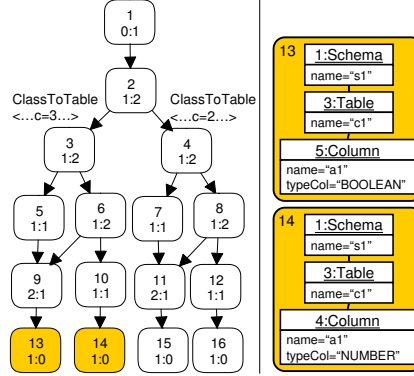 1
0:1
2
1:2
ClassToTable
<...c=3...>
ClassToTable
<...c=2...>
3
1:2
4
1:2
5
1:1
6
1:2
7
1:1
8
1:2
9
2:1
10
1:1
11
2:1
12
1:1
13
1:0
14
1:0
15
1:0
16
1:0
13
1:Schema
name="s1"
3:Table
name="c1"
5:Column
name="a1"
typeCol="BOOLEAN"
14
1:Schema
name="s1"
3:Table
name="c1"
4:Column
name="a1"
typeCol="NUMBER"